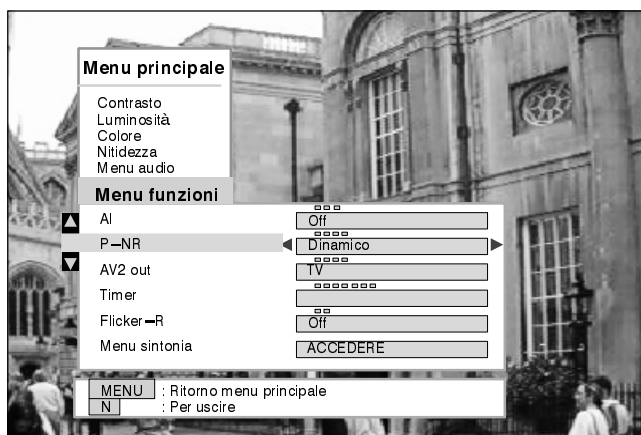 Menu principale
Contrasto
Luminosità
Colore
Nitidezza
Menu audio
Menu funzioni
AI Off
P–NR Dinamico
AV2 out TV
Timer
Flicker–R Off
Menu sintonia ACCEDERE
MENU : Ritorno menu principale
N : Per uscire